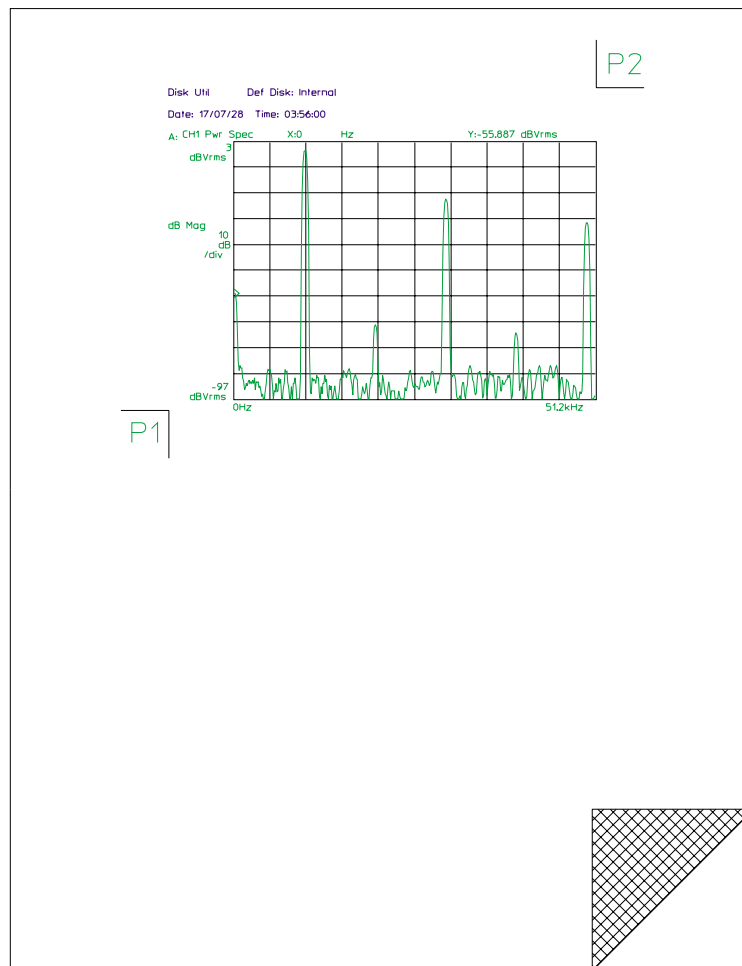 P2
Disk Util Def Disk: Internal
Date: 17/07/28 Time: 03:56:00
A: CH1 Pwr Spec X:0 Hz Y:-55.887 dBVrms
3
dBVrms
dB Mag
10
dB
/div
-97
dBVrms
0Hz 51.2kHz
P1